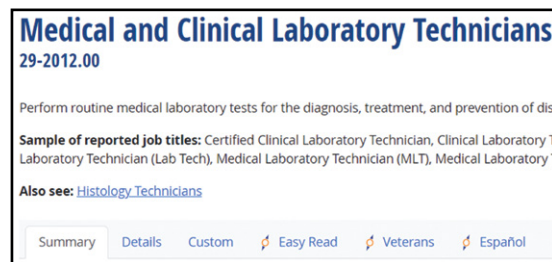 Medical and Clinical Laboratory Technicians
29-2012.00
Perform routine medical laboratory tests for the diagnosis, treatment, and prevention of
Sample of reported job titles: Certified Clinical Laboratory Technician, Clinical Laboratory
Laboratory Technician (Lab Tech), Medical Laboratory Technician (MLT), Medical Laboratory
Also see: Histology Technicians
Summary Details Custom Easy Read Veterans Español